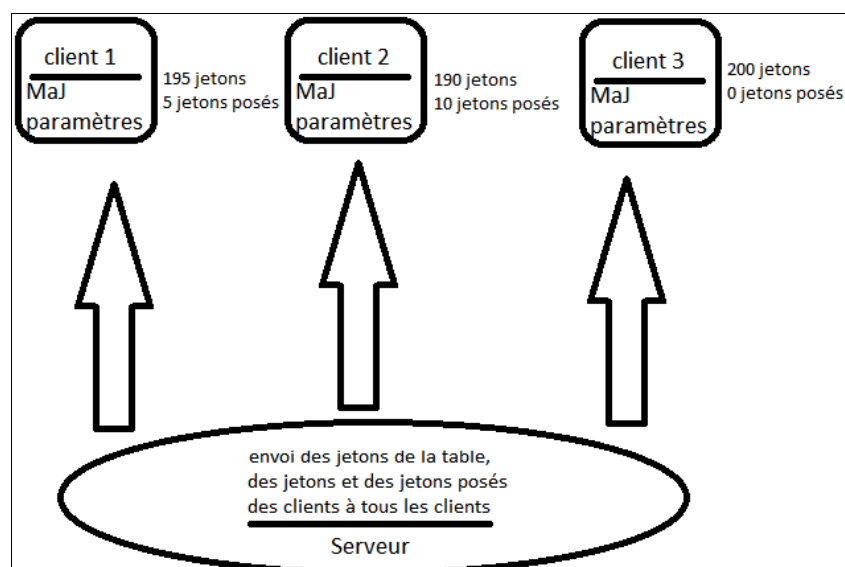 client 1
MaJ
paramètres
195 jetons
5 jetons posés
client 2
MaJ
paramètres
190 jetons
10 jetons posés
client 3
MaJ
paramètres
200 jetons
0 jetons posés
envoi des jetons de la table,
des jetons et des jetons posés
des clients à tous les clients
Serveur